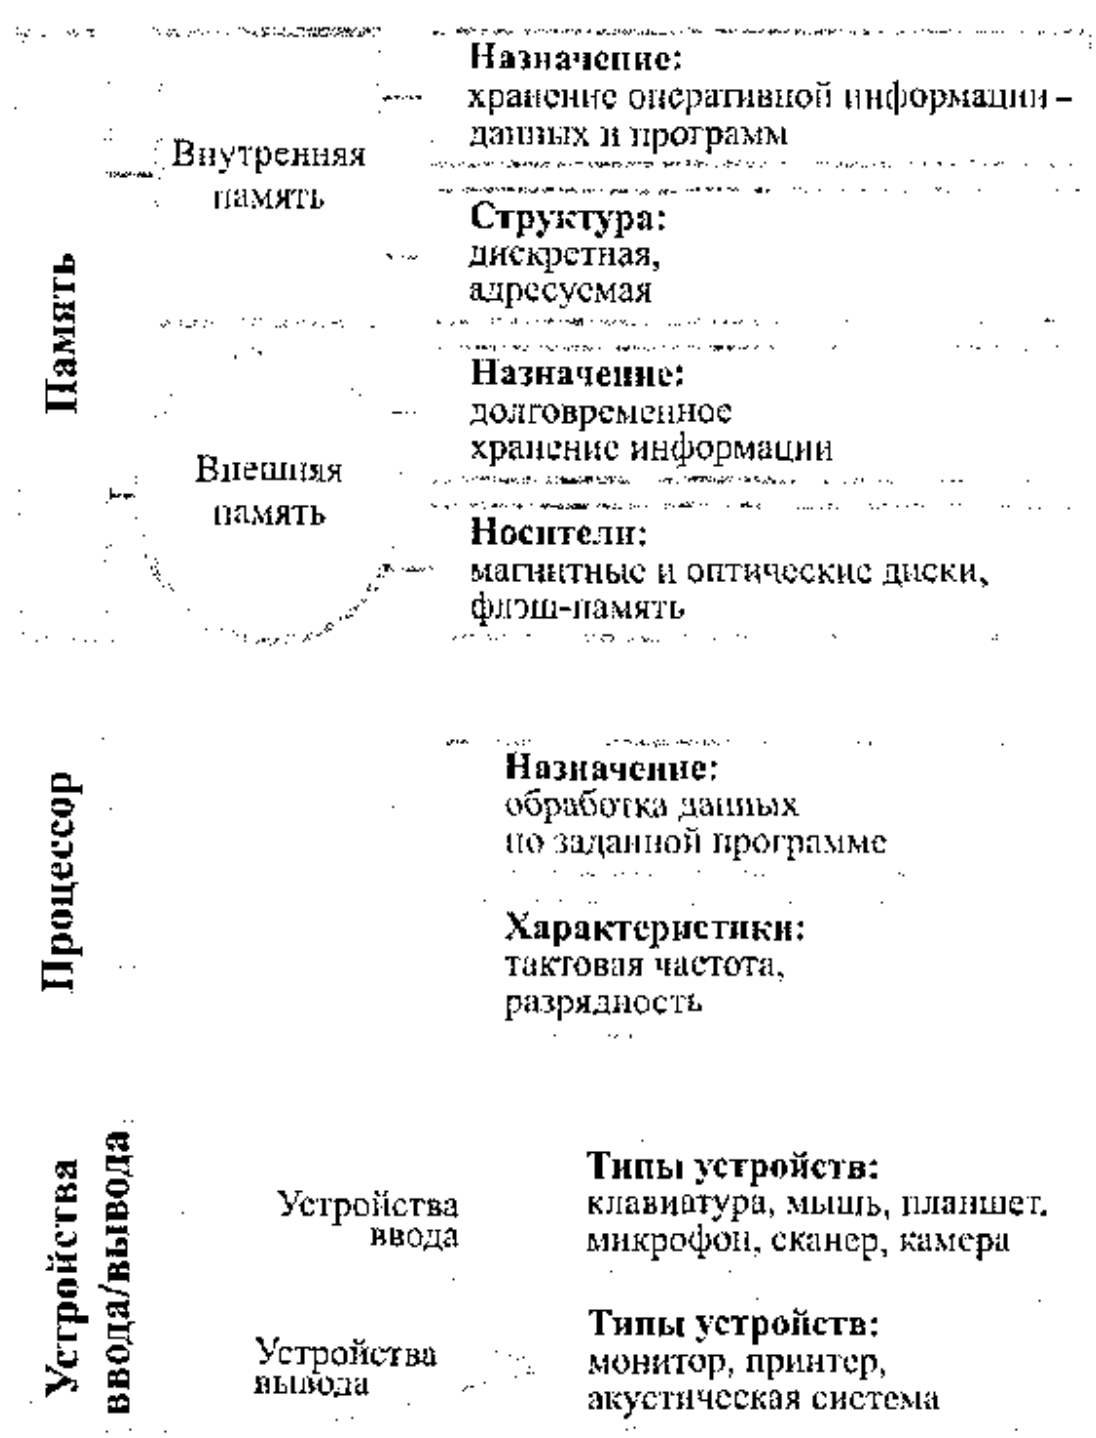 Память
Внутренняя
память
Назначение:
хранение оперативной информации –
данных и программ
Структура:
дискретная,
адресуемая
Внешняя
память
Назначение:
долговременное
хранение информации
Носители:
магнитные и оптические диски,
флэш-память
Процессор
Назначение:
обработка данных
по заданной программе
Характеристики:
тактовая частота,
разрядность
Устройства
ввода/вывода
Устройства
ввода
Типы устройств:
клавиатура, мышь, планшет,
микрофон, сканер, камера
Устройства
вывода
Типы устройств:
монитор, принтер,
акустическая система